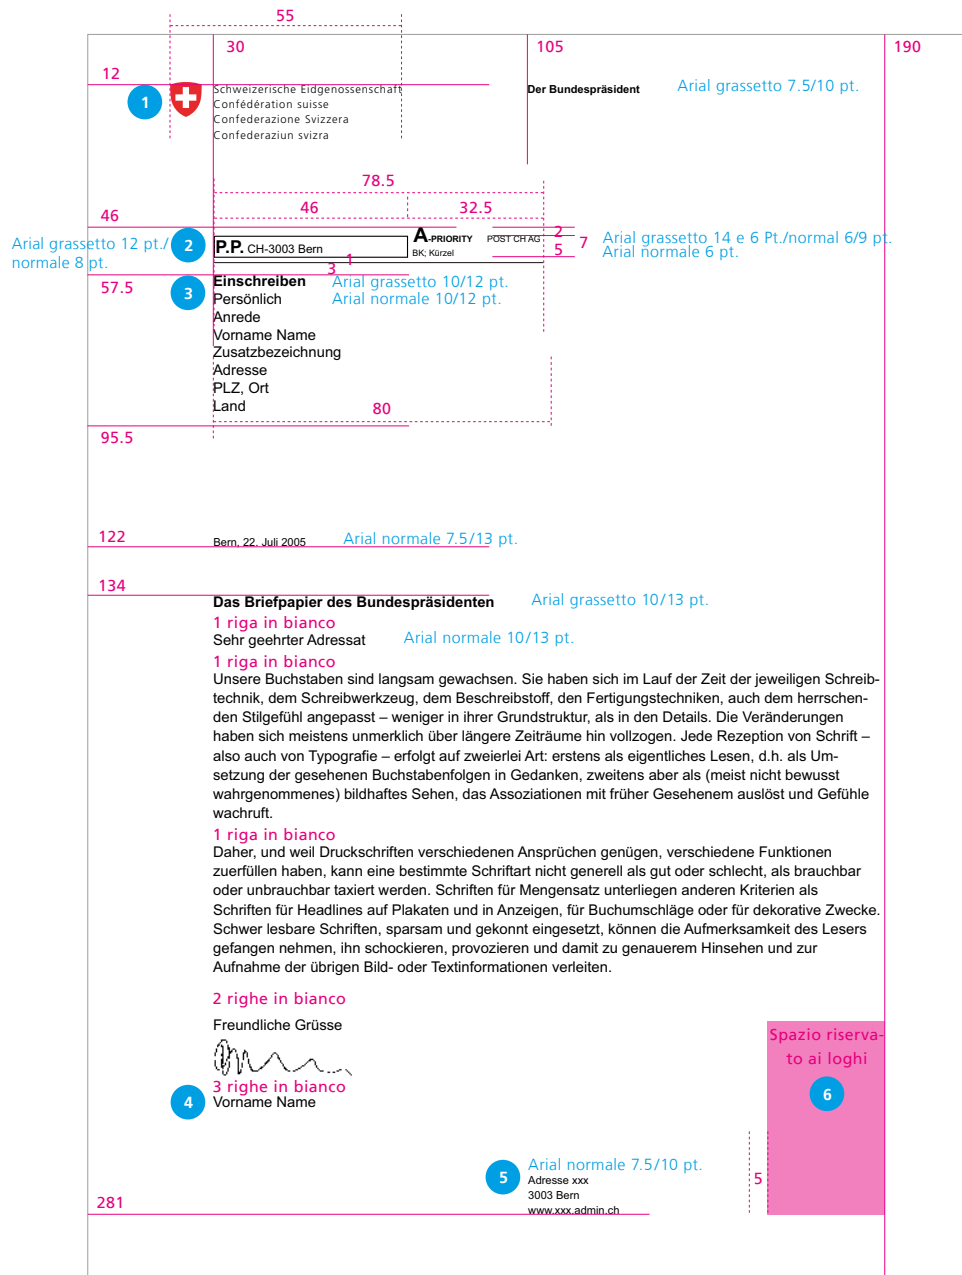 55
30
105
190
12
1
Schweizerische Eidgenossenschaft
Confédération suisse
Confederazione Svizzera
Confederaziun svizra
Der Bundespräsident
Arial grassetto 7.5/10 pt.
78.5
46
32.5
46
Arial grassetto 12 pt./
normale 8 pt.
2
P.P. CH-3003 Bern
A-PRIORITY POST CH AG
BK; Kürzel
2
5
7
Arial grassetto 14 e 6 Pt./normal 6/9 pt.
Arial normale 6 pt.
1
3
57.5
3
Einschreiben
Arial grassetto 10/12 pt.
Persönlich
Arial normale 10/12 pt.
Anrede
Vorname Name
Zusatzbezeichnung
Adresse
PLZ, Ort
Land
80
95.5
122
Bern, 22. Juli 2005
Arial normale 7.5/13 pt.
134
Das Briefpapier des Bundespräsidenten
Arial grassetto 10/13 pt.
1 riga in bianco
Sehr geehrter Adressat
Arial normale 10/13 pt.
1 riga in bianco
Unsere Buchstaben sind langsam gewachsen. Sie haben sich im Lauf der Zeit der jeweiligen Schreib-
technik, dem Schreibwerkzeug, dem Beschreibstoff, den Fertigungstechniken, auch dem herrschen-
den Stilgefühl angepasst – weniger in ihrer Grundstruktur, als in den Details. Die Veränderungen
haben sich meistens unmerklich über längere Zeiträume hin vollzogen. Jede Rezeption von Schrift –
also auch von Typografie – erfolgt auf zweierlei Art: erstens als eigentliches Lesen, d.h. als Um-
setzung der gesehenen Buchstabenfolgen in Gedanken, zweitens aber als (meist nicht bewusst
wahrgenommenes) bildhaftes Sehen, das Assoziationen mit früher Gesehenem auslöst und Gefühle
wachruft.
1 riga in bianco
Daher, und weil Druckschriften verschiedenen Ansprüchen genügen, verschiedene Funktionen
zuerfüllen haben, kann eine bestimmte Schriftart nicht generell als gut oder schlecht, als brauchbar
oder unbrauchbar taxiert werden. Schriften für Mengensatz unterliegen anderen Kriterien als
Schriften für Headlines auf Plakaten und in Anzeigen, für Buchumschläge oder für dekorative Zwecke.
Schwer lesbare Schriften, sparsam und gekonnt eingesetzt, können die Aufmerksamkeit des Lesers
gefangen nehmen, ihn schockieren, provozieren und damit zu genauerem Hinsehen und zur
Aufnahme der übrigen Bild- oder Textinformationen verleiten.
2 righe in bianco
Freundliche Grüsse
3 righe in bianco
4
Vorname Name
Spazio riserva-
to ai loghi
6
5
Arial normale 7.5/10 pt.
Adresse xxx
3003 Bern
www.xxx.admin.ch
5
281